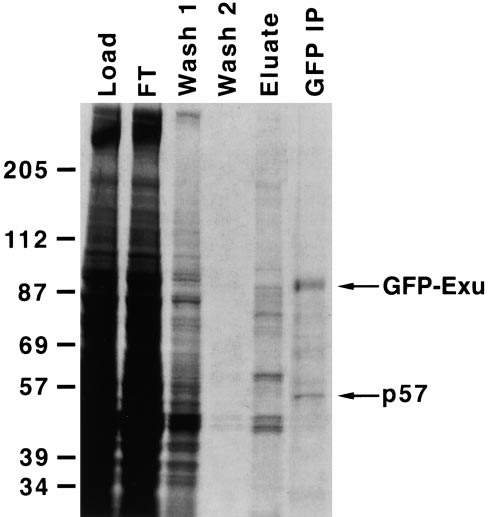 Load
FT
Wash 1
Wash 2
Eluate
GFP IP
205
112
87
69
57
39
34
GFP-Exu
p57